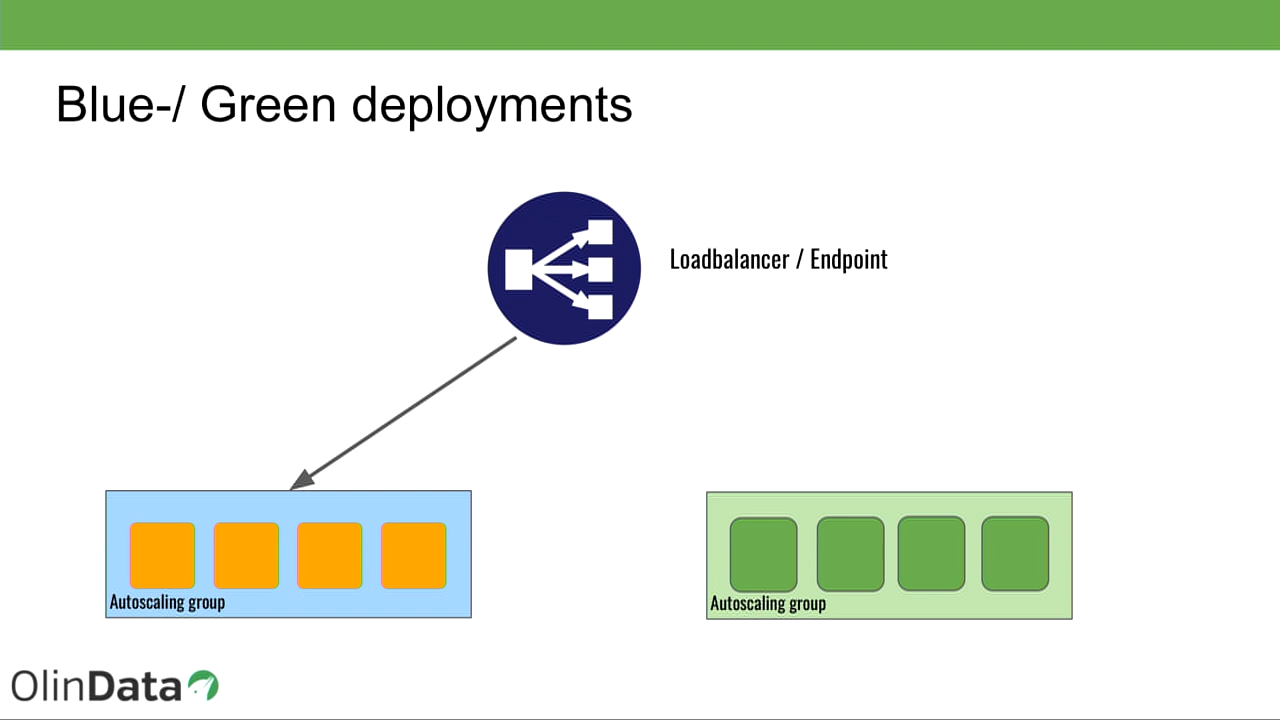 Blue-/ Green deployments
Loadbalancer / Endpoint
Autoscaling group
Autoscaling group
OlinData